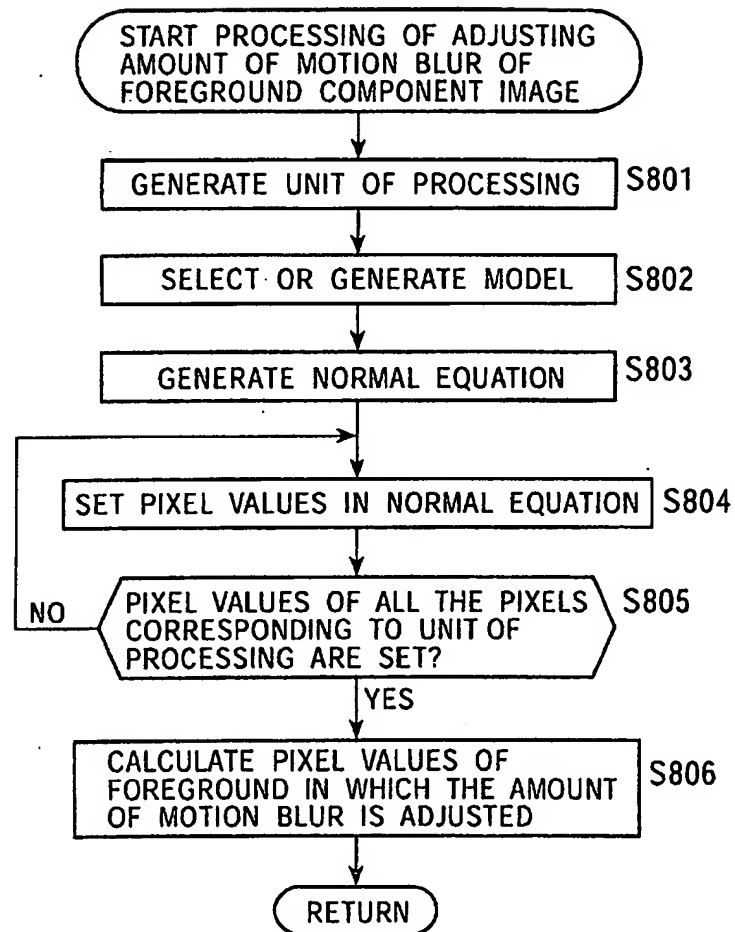 START PROCESSING OF ADJUSTING
AMOUNT OF MOTION BLUR OF
FOREGROUND COMPONENT IMAGE
GENERATE UNIT OF PROCESSING
S801
SELECT OR GENERATE MODEL
S802
GENERATE NORMAL EQUATION
S803
SET PIXEL VALUES IN NORMAL EQUATION
S804
PIXEL VALUES OF ALL THE PIXELS
CORRESPONDING TO UNIT OF
PROCESSING ARE SET?
S805
NO
YES
CALCULATE PIXEL VALUES OF
FOREGROUND IN WHICH THE AMOUNT
OF MOTION BLUR IS ADJUSTED
S806
RETURN